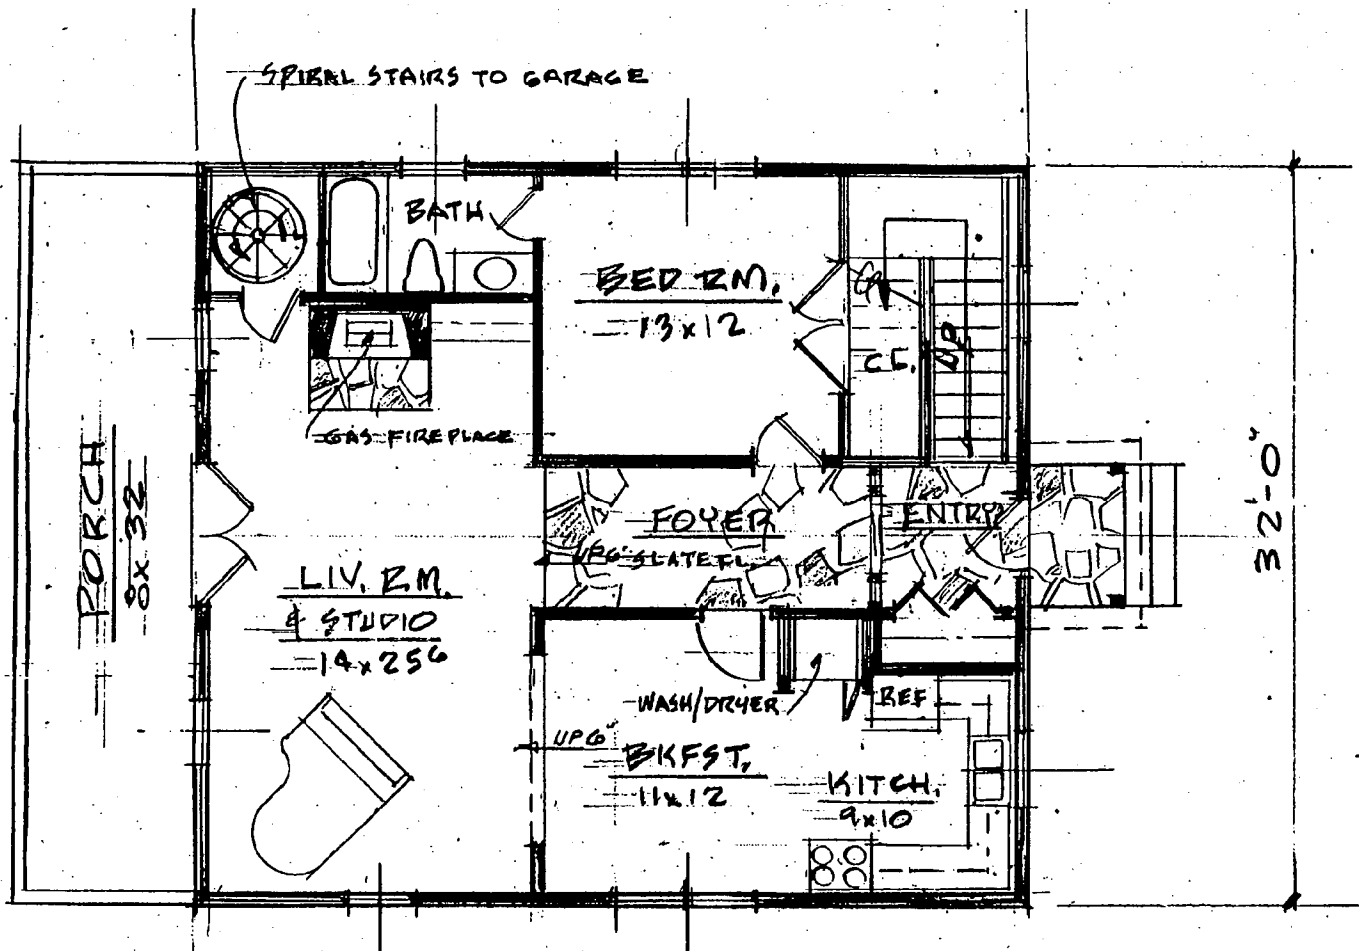 SPIRAL STAIRS TO GARAGE
BATH
BED RM.
13x12
CL.
UP
GAS FIREPLACE
PORCH
8x32
FOYER
ENTRY
UP6" SLATE FL.
32'-0"
LIV. RM.
& STUDIO
14x25⁶
WASH/DRYER
REF
UP6"
BKFST.
11x12
KITCH.
9x10